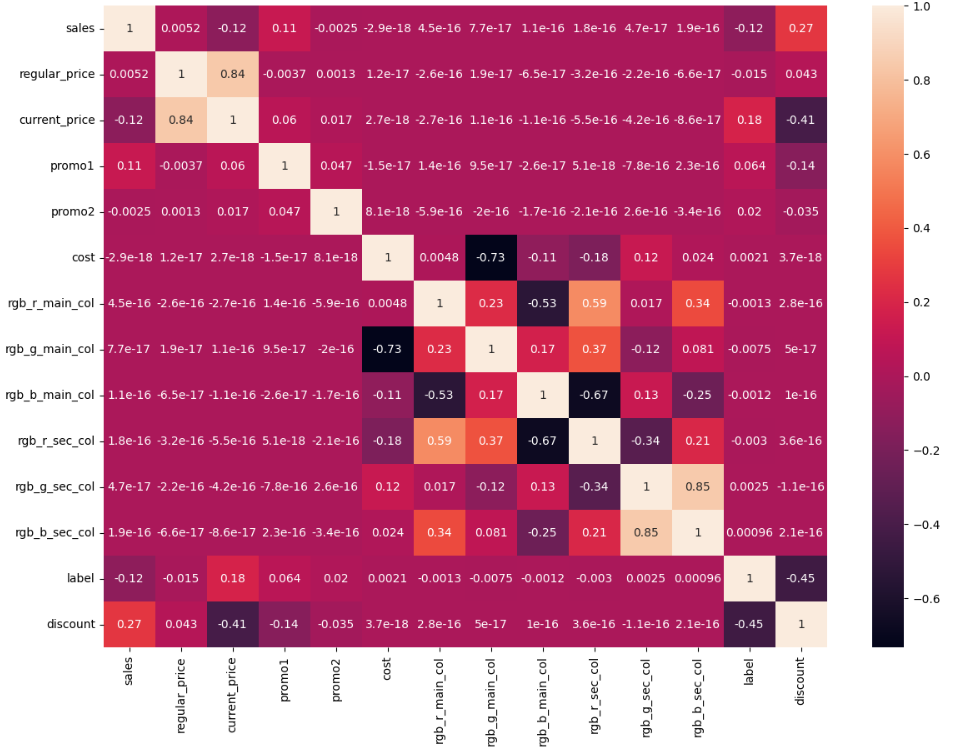 sales 1 0.0052 -0.12 0.11 -0.0025 -2.9e-18 4.5e-16 7.7e-17 1.1e-16 1.8e-16 4.7e-17 1.9e-16 -0.12 0.27
regular_price 0.0052 1 0.84 -0.0037 0.0013 1.2e-17 -2.6e-16 1.9e-17 -6.5e-17 -3.2e-16 -2.2e-16 -6.6e-17 -0.015 0.043
current_price -0.12 0.84 1 0.06 0.017 2.7e-18 -2.7e-16 1.1e-16 -1.1e-16 -5.5e-16 -4.2e-16 -8.6e-17 0.18 -0.41
promo1 0.11 -0.0037 0.06 1 0.047 -1.5e-17 1.4e-16 9.5e-17 -2.6e-17 5.1e-18 -7.8e-16 2.3e-16 0.064 -0.14
promo2 -0.0025 0.0013 0.017 0.047 1 8.1e-18 -5.9e-16 -2e-16 -1.7e-16 -2.1e-16 2.6e-16 -3.4e-16 0.02 -0.035
cost -2.9e-18 1.2e-17 2.7e-18 -1.5e-17 8.1e-18 1 0.0048 -0.73 -0.11 -0.18 0.12 0.024 0.0021 3.7e-18
rgb_r_main_col 4.5e-16 -2.6e-16 -2.7e-16 1.4e-16 -5.9e-16 0.0048 1 0.23 -0.53 0.59 0.017 0.34 -0.0013 2.8e-16
rgb_g_main_col 7.7e-17 1.9e-17 1.1e-16 9.5e-17 -2e-16 -0.73 0.23 1 0.17 0.37 -0.12 0.081 -0.0075 5e-17
rgb_b_main_col 1.1e-16 -6.5e-17 -1.1e-16 -2.6e-17 -1.7e-16 -0.11 -0.53 0.17 1 -0.67 0.13 -0.25 -0.0012 1e-16
rgb_r_sec_col 1.8e-16 -3.2e-16 -5.5e-16 5.1e-18 -2.1e-16 -0.18 0.59 0.37 -0.67 1 -0.34 0.21 -0.003 3.6e-16
rgb_g_sec_col 4.7e-17 -2.2e-16 -4.2e-16 -7.8e-16 2.6e-16 0.12 0.017 -0.12 0.13 -0.34 1 0.85 0.0025 -1.1e-16
rgb_b_sec_col 1.9e-16 -6.6e-17 -8.6e-17 2.3e-16 -3.4e-16 0.024 0.34 0.081 -0.25 0.21 0.85 1 0.00096 2.1e-16
label -0.12 -0.015 0.18 0.064 0.02 0.0021 -0.0013 -0.0075 -0.0012 -0.003 0.0025 0.00096 1 -0.45
discount 0.27 0.043 -0.41 -0.14 -0.035 3.7e-18 2.8e-16 5e-17 1e-16 3.6e-16 -1.1e-16 2.1e-16 -0.45 1
sales
regular_price
current_price
promo1
promo2
cost
rgb_r_main_col
rgb_g_main_col
rgb_b_main_col
rgb_r_sec_col
rgb_g_sec_col
rgb_b_sec_col
label
discount
1.0
0.8
0.6
0.4
0.2
0.0
−0.2
−0.4
−0.6